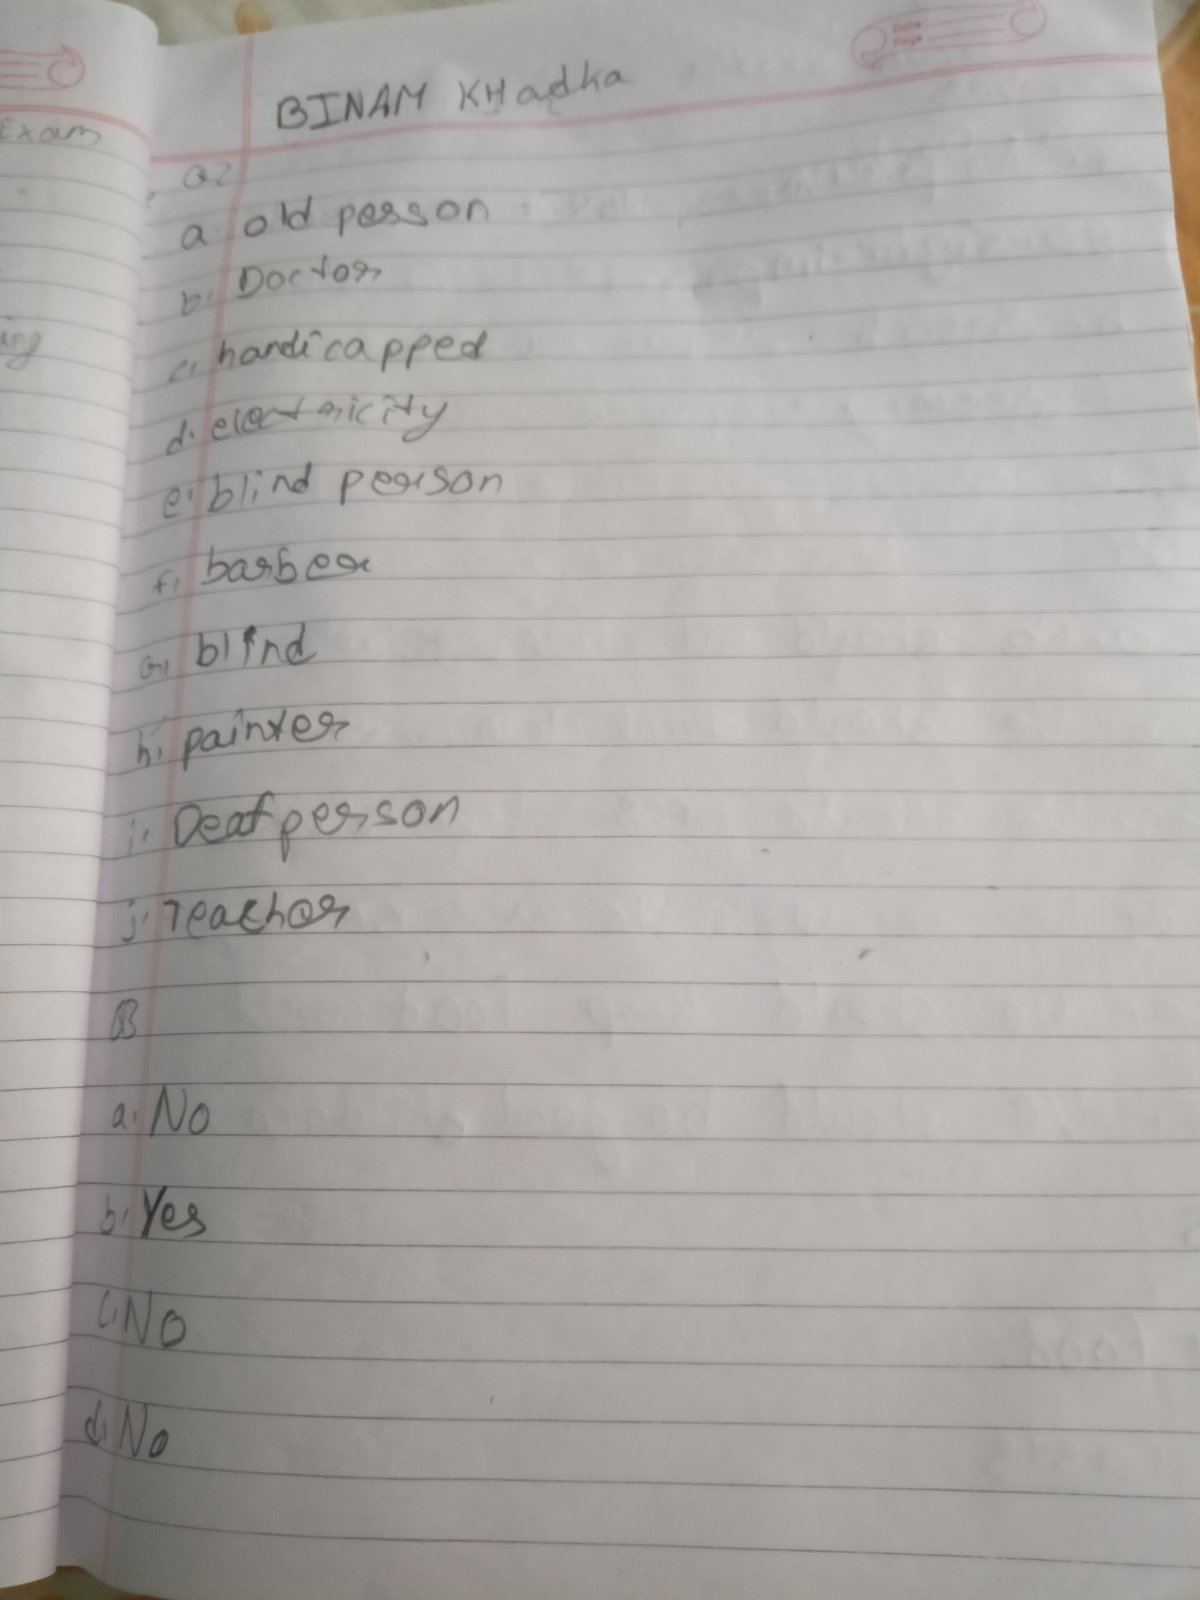 Date
Page
BINAM KHadka
Exam
Q2
a old person
b. Doctor
c. handicapped
ing
d. electricity
e. blind person
f. barber
G. blind
h. painter
i. Deaf person
j. Teacher
B
a. No
b. Yes
c. No
d. No